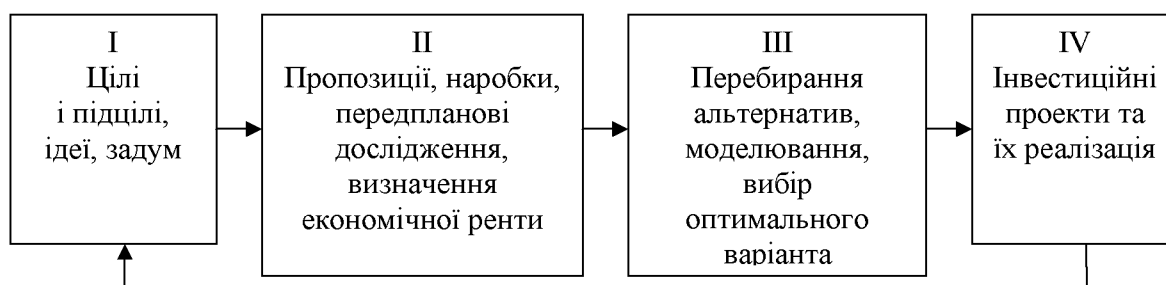 I
Цілі
і підцілі,
ідеї, задум
II
Пропозиції, наробки,
передпланові
дослідження,
визначення
економічної ренти
III
Перебирання
альтернатив,
моделювання,
вибір
оптимального
варіанта
IV
Інвестиційні
проекти та
їх реалізація